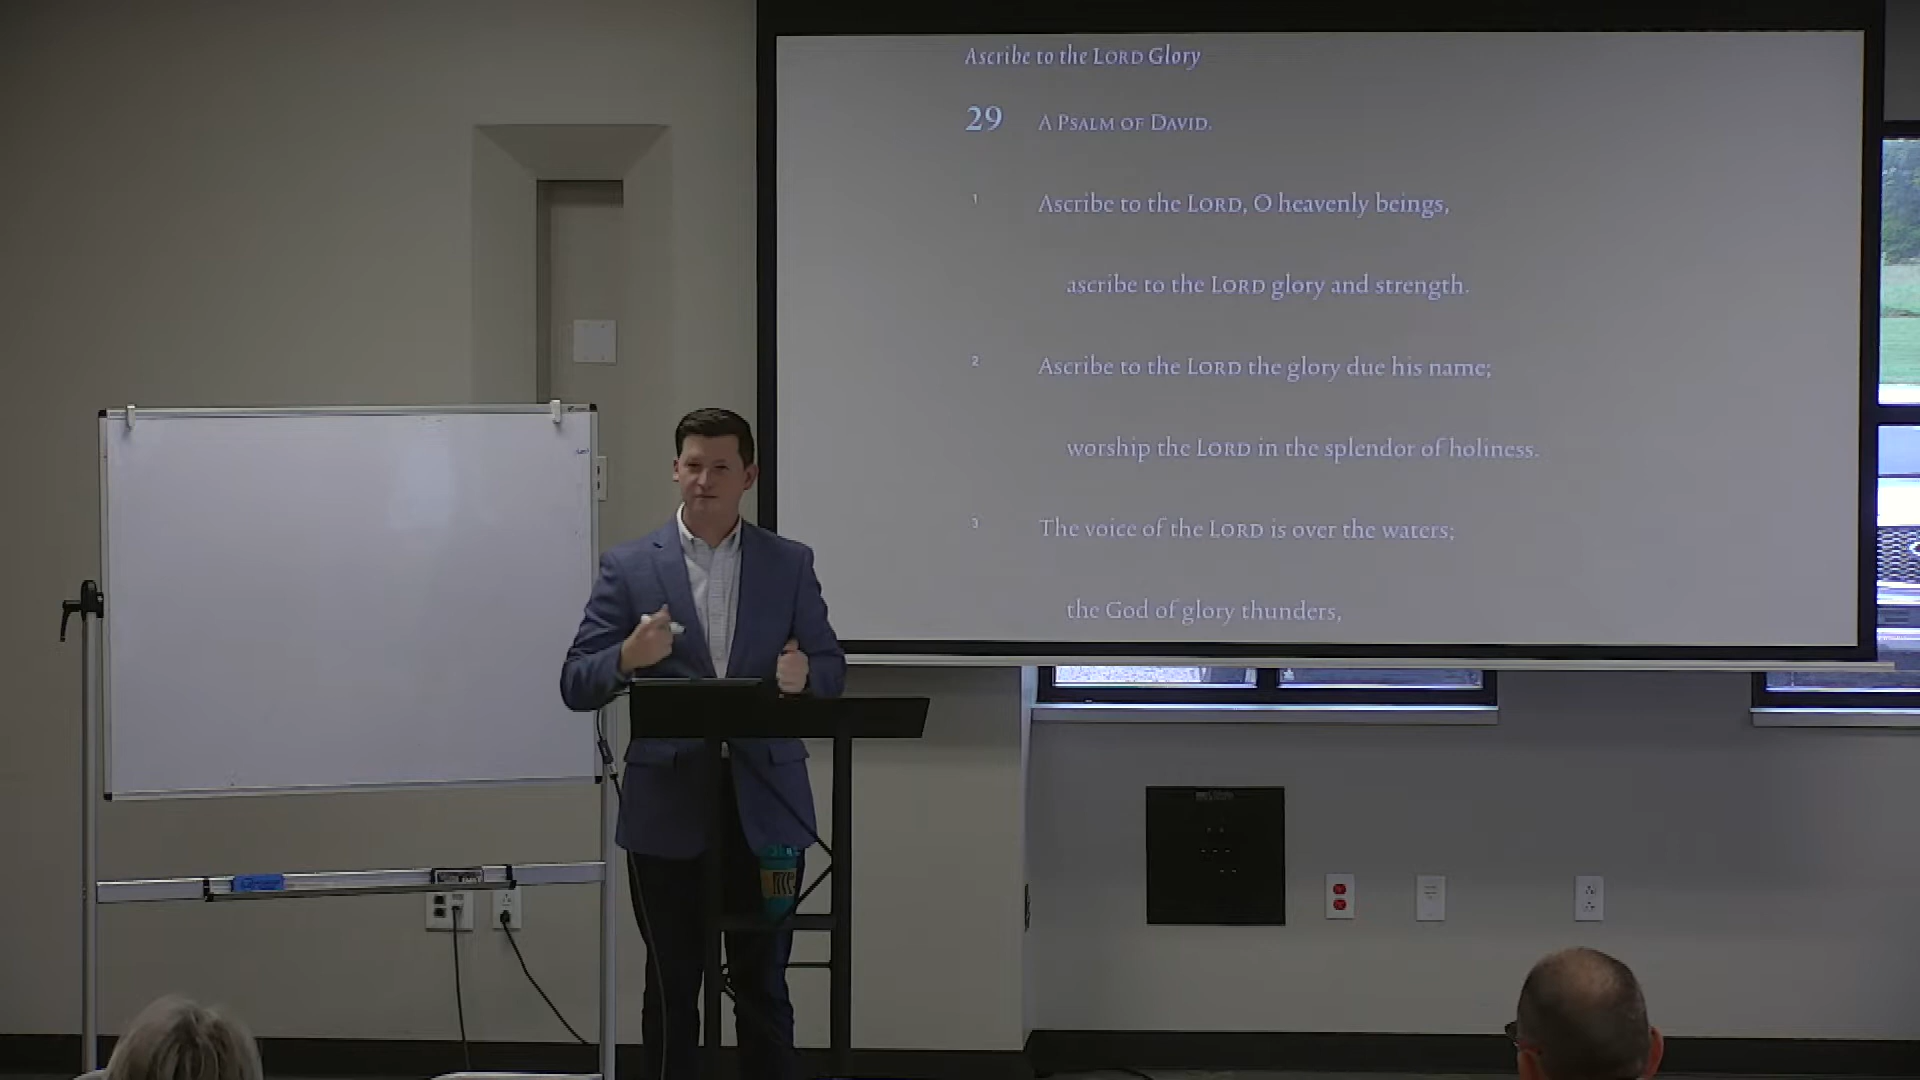 Ascribe to the LORD Glory
29 A PSALM OF DAVID.
1 Ascribe to the LORD, O heavenly beings,
ascribe to the LORD glory and strength.
2 Ascribe to the LORD the glory due his name;
worship the LORD in the splendor of holiness.
3 The voice of the LORD is over the waters;
the God of glory thunders,